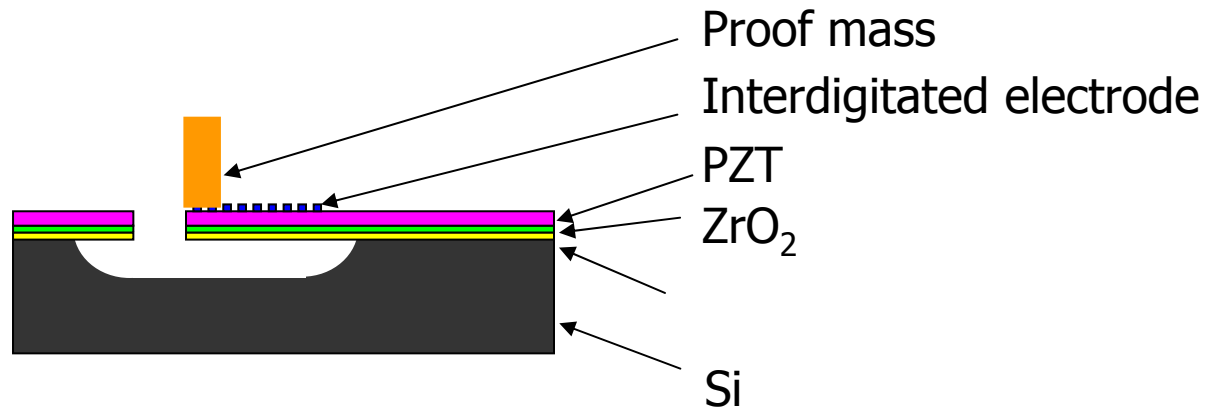 Proof mass
Interdigitated electrode
PZT
ZrO₂
Si